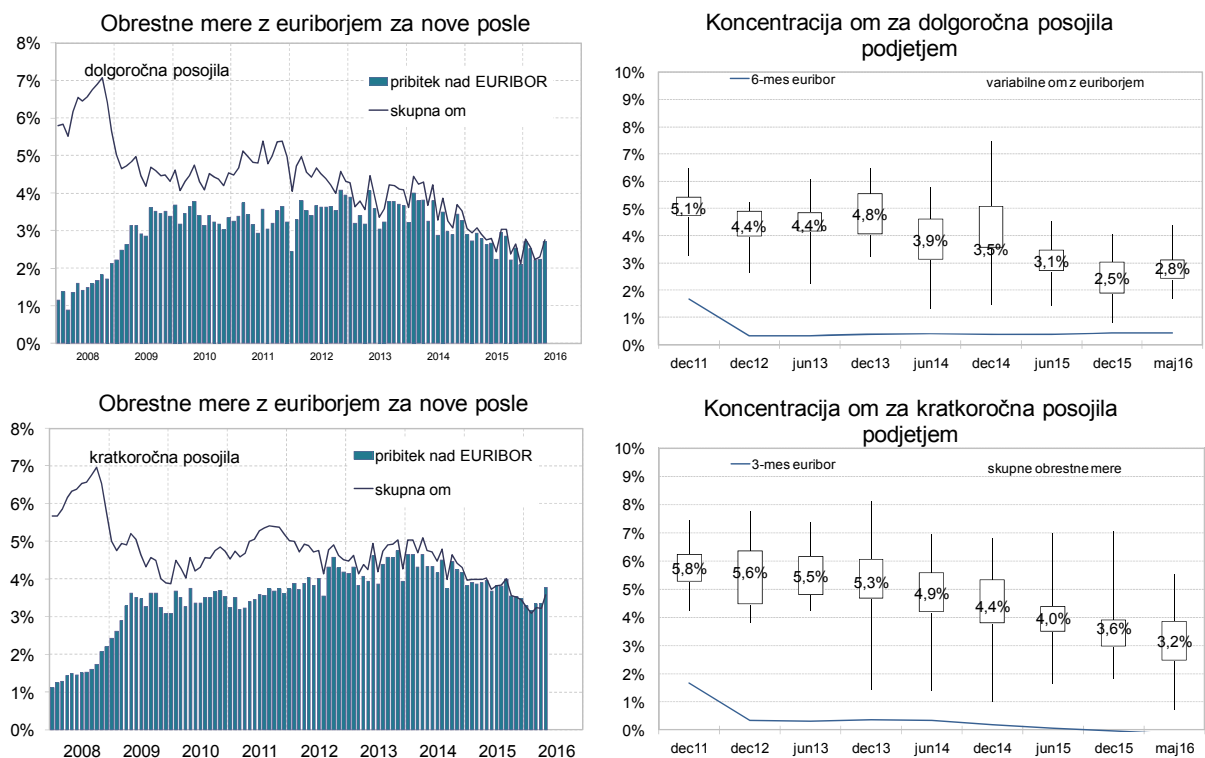 Obrestne mere z euriborjem za nove posle
8%
7%
6%
5%
4%
3%
2%
1%
0%
dolgoročna posojila
pribitek nad EURIBOR
skupna om
2008 2009 2010 2011 2012 2013 2014 2015 2016
Koncentracija om za dolgoročna posojila
podjetjem
10%
9%
8%
7%
6%
5%
4%
3%
2%
1%
0%
6-mes euribor
variabilne om z euriborjem
5,1% 4,4% 4,4% 4,8% 3,9% 3,5% 3,1% 2,5% 2,8%
dec11 dec12 jun13 dec13 jun14 dec14 jun15 dec15 maj16
Obrestne mere z euriborjem za nove posle
8%
7%
6%
5%
4%
3%
2%
1%
0%
kratkoročna posojila
pribitek nad EURIBOR
skupna om
2008 2009 2010 2011 2012 2013 2014 2015 2016
Koncentracija om za kratkoročna posojila
podjetjem
10%
9%
8%
7%
6%
5%
4%
3%
2%
1%
0%
3-mes euribor
skupne obrestne mere
5,8% 5,6% 5,5% 5,3% 4,9% 4,4% 4,0% 3,6% 3,2%
dec11 dec12 jun13 dec13 jun14 dec14 jun15 dec15 maj16